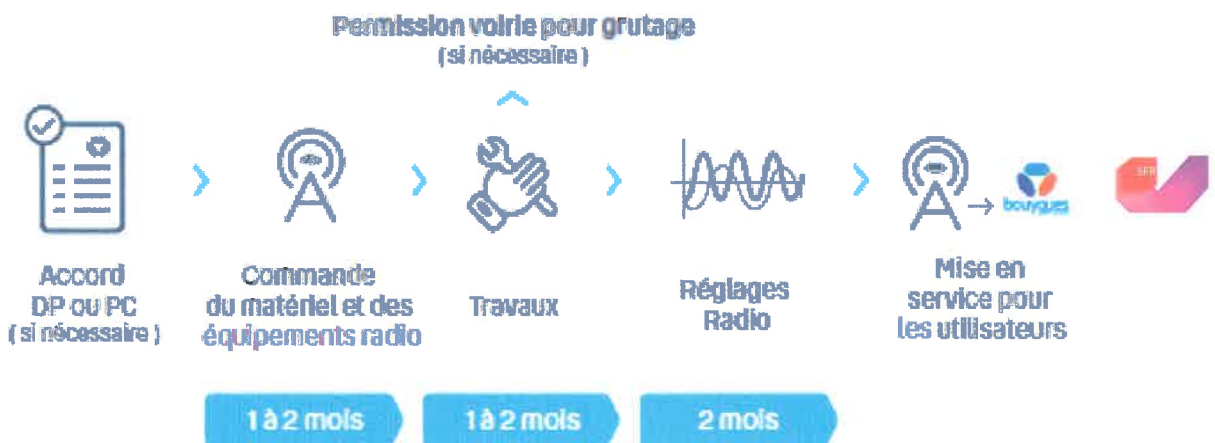 Permission voirie pour grutage
( si nécessaire )
Accord
DP ou PC
( si nécessaire )
Commande
du matériel et des
équipements radio
Travaux
Réglages
Radio
bouygues
SFR
Mise en
service pour
les utilisateurs
1 à 2 mois
1 à 2 mois
2 mois